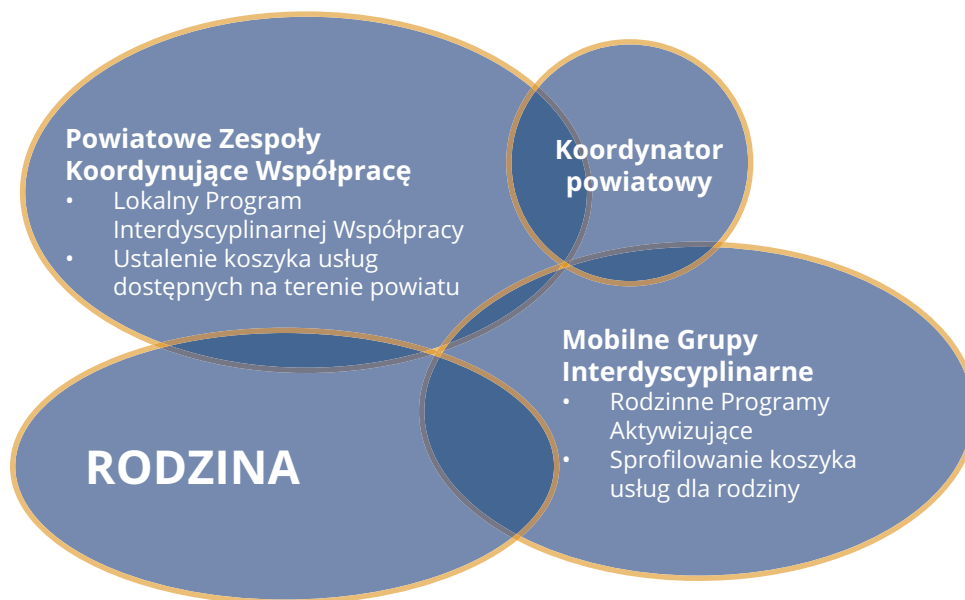 Powiatowe Zespoły
Koordynujące Współpracę
• Lokalny Program
Interdyscyplinarnej Współpracy
• Ustalenie koszyka usług
dostępnych na terenie powiatu
Koordynator
powiatowy
Mobilne Grupy
Interdyscyplinarne
• Rodzinne Programy
Aktywizujące
• Sprofilowanie koszyka
usług dla rodziny
RODZINA